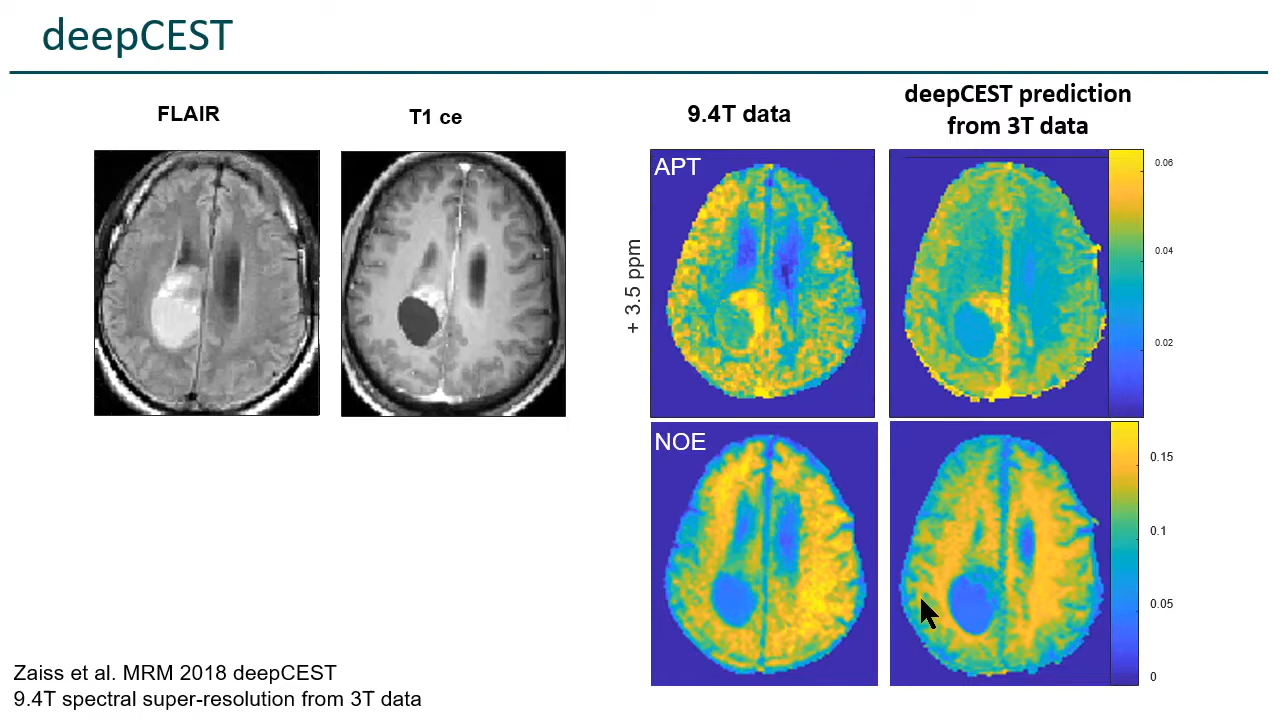 deepCEST
FLAIR
T1 ce
9.4T data
deepCEST prediction
from 3T data
APT
+ 3.5 ppm
0.06
0.04
0.02
NOE
0.15
0.1
0.05
0
Zaiss et al. MRM 2018 deepCEST
9.4T spectral super-resolution from 3T data